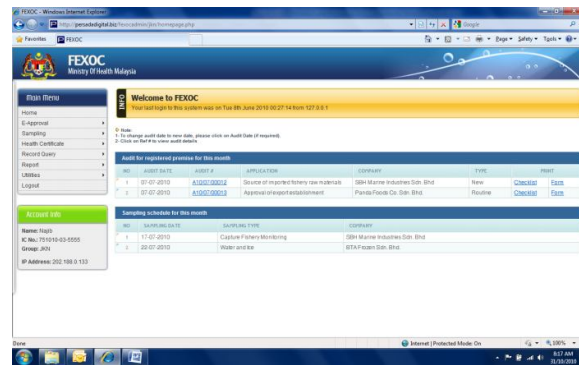 FEXOC - Windows Internet Explorer
http://persadadigital.biz/fexocadmin/jkn/homepage.php
Google
Favorites FEXOC
Page Safety Tools
FEXOC
Ministry Of Health Malaysia
Main Menu
Home
E-Approval
Sampling
Health Certificate
Record Query
Report
Utilities
Logout
Account Info
Name: Najib
IC No.: 751010-03-5555
Group: JKN
IP Address: 202.188.0.133
INFO
Welcome to FEXOC
Your last login to this system was on Tue 8th June 2010 00:27:14 from 127.0.0.1
Note:
1- To change audit date to new date, please click on Audit Date (if required).
2- Click on Ref # to view audit details
Audit for registered premise for this month
NO AUDIT DATE AUDIT # APPLICATION COMPANY TYPE PRINT
1 07-07-2010 A10/07/00012 Source of imported fishery raw materials SBH Marine Industries Sdn. Bhd New Checklist Form
2 07-07-2010 A10/07/00013 Approval of export establishment Panda Foods Co. Sdn. Bhd. Routine Checklist Form
Sampling schedule for this month
NO SAMPLING DATE SAMPLING TYPE COMPANY
1 17-07-2010 Capture Fishery Monitoring SBH Marine Industries Sdn. Bhd
2 20-07-2010 Water and Ice BTA Frozen Sdn. Bhd.
Done
Internet | Protected Mode: On
100%
8:17 AM
31/10/2010